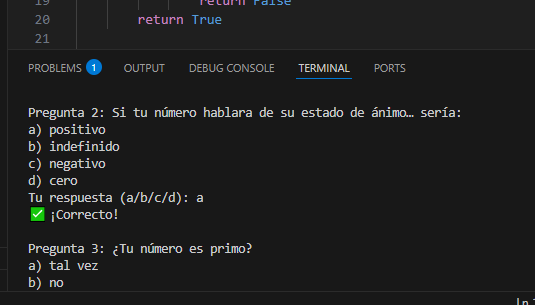 19 return False
20 return True
21
PROBLEMS 1 OUTPUT DEBUG CONSOLE TERMINAL PORTS
Pregunta 2: Si tu número hablara de su estado de ánimo… sería:
a) positivo
b) indefinido
c) negativo
d) cero
Tu respuesta (a/b/c/d): a
✅ ¡Correcto!
Pregunta 3: ¿Tu número es primo?
a) tal vez
b) no